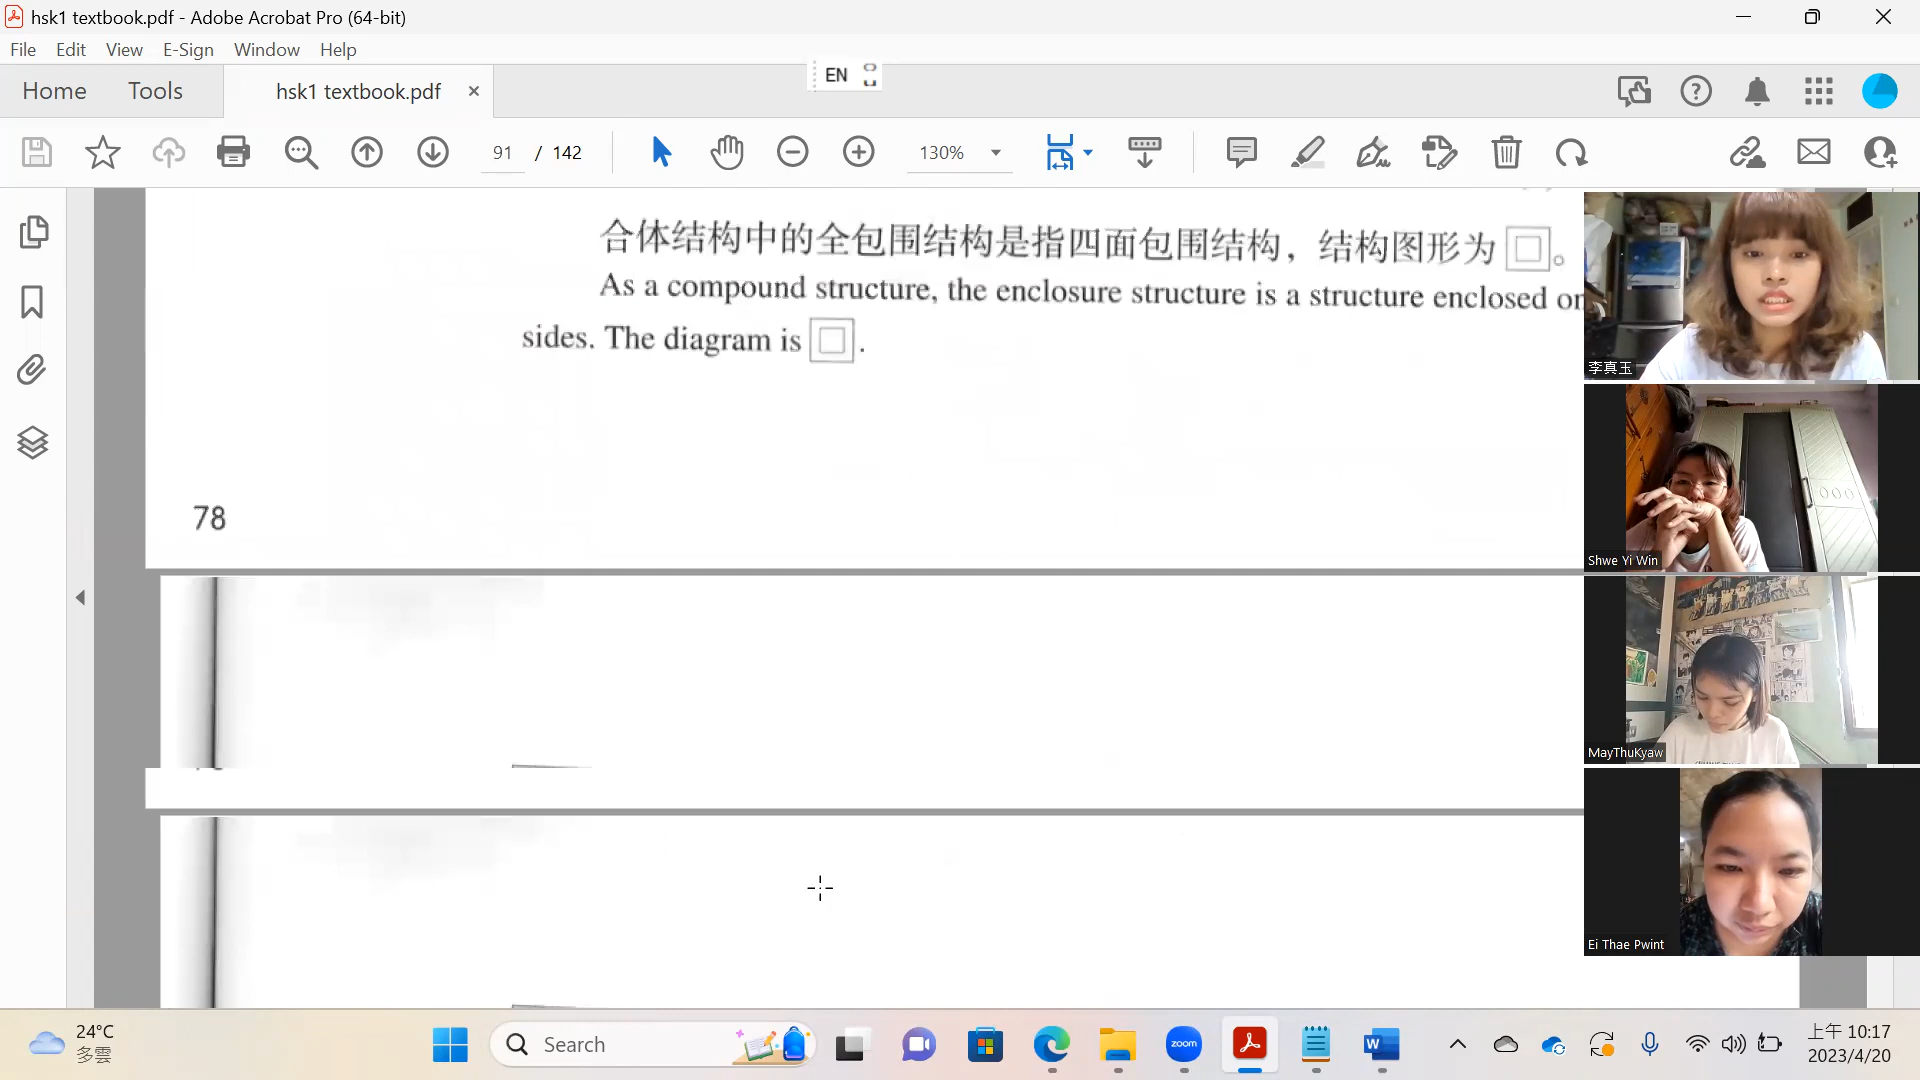 hsk1 textbook.pdf - Adobe Acrobat Pro (64-bit)
File Edit View E-Sign Window Help
EN
Home Tools hsk1 textbook.pdf
91 / 142
130%
合体结构中的全包围结构是指四面包围结构，结构图形为 。
As a compound structure, the enclosure structure is a structure enclosed on
sides. The diagram is .
78
李真玉
Shwe Yi Win
MayThuKyaw
Ei Thae Pwint
24°C
多雲
Search
zoom
W
上午 10:17
2023/4/20